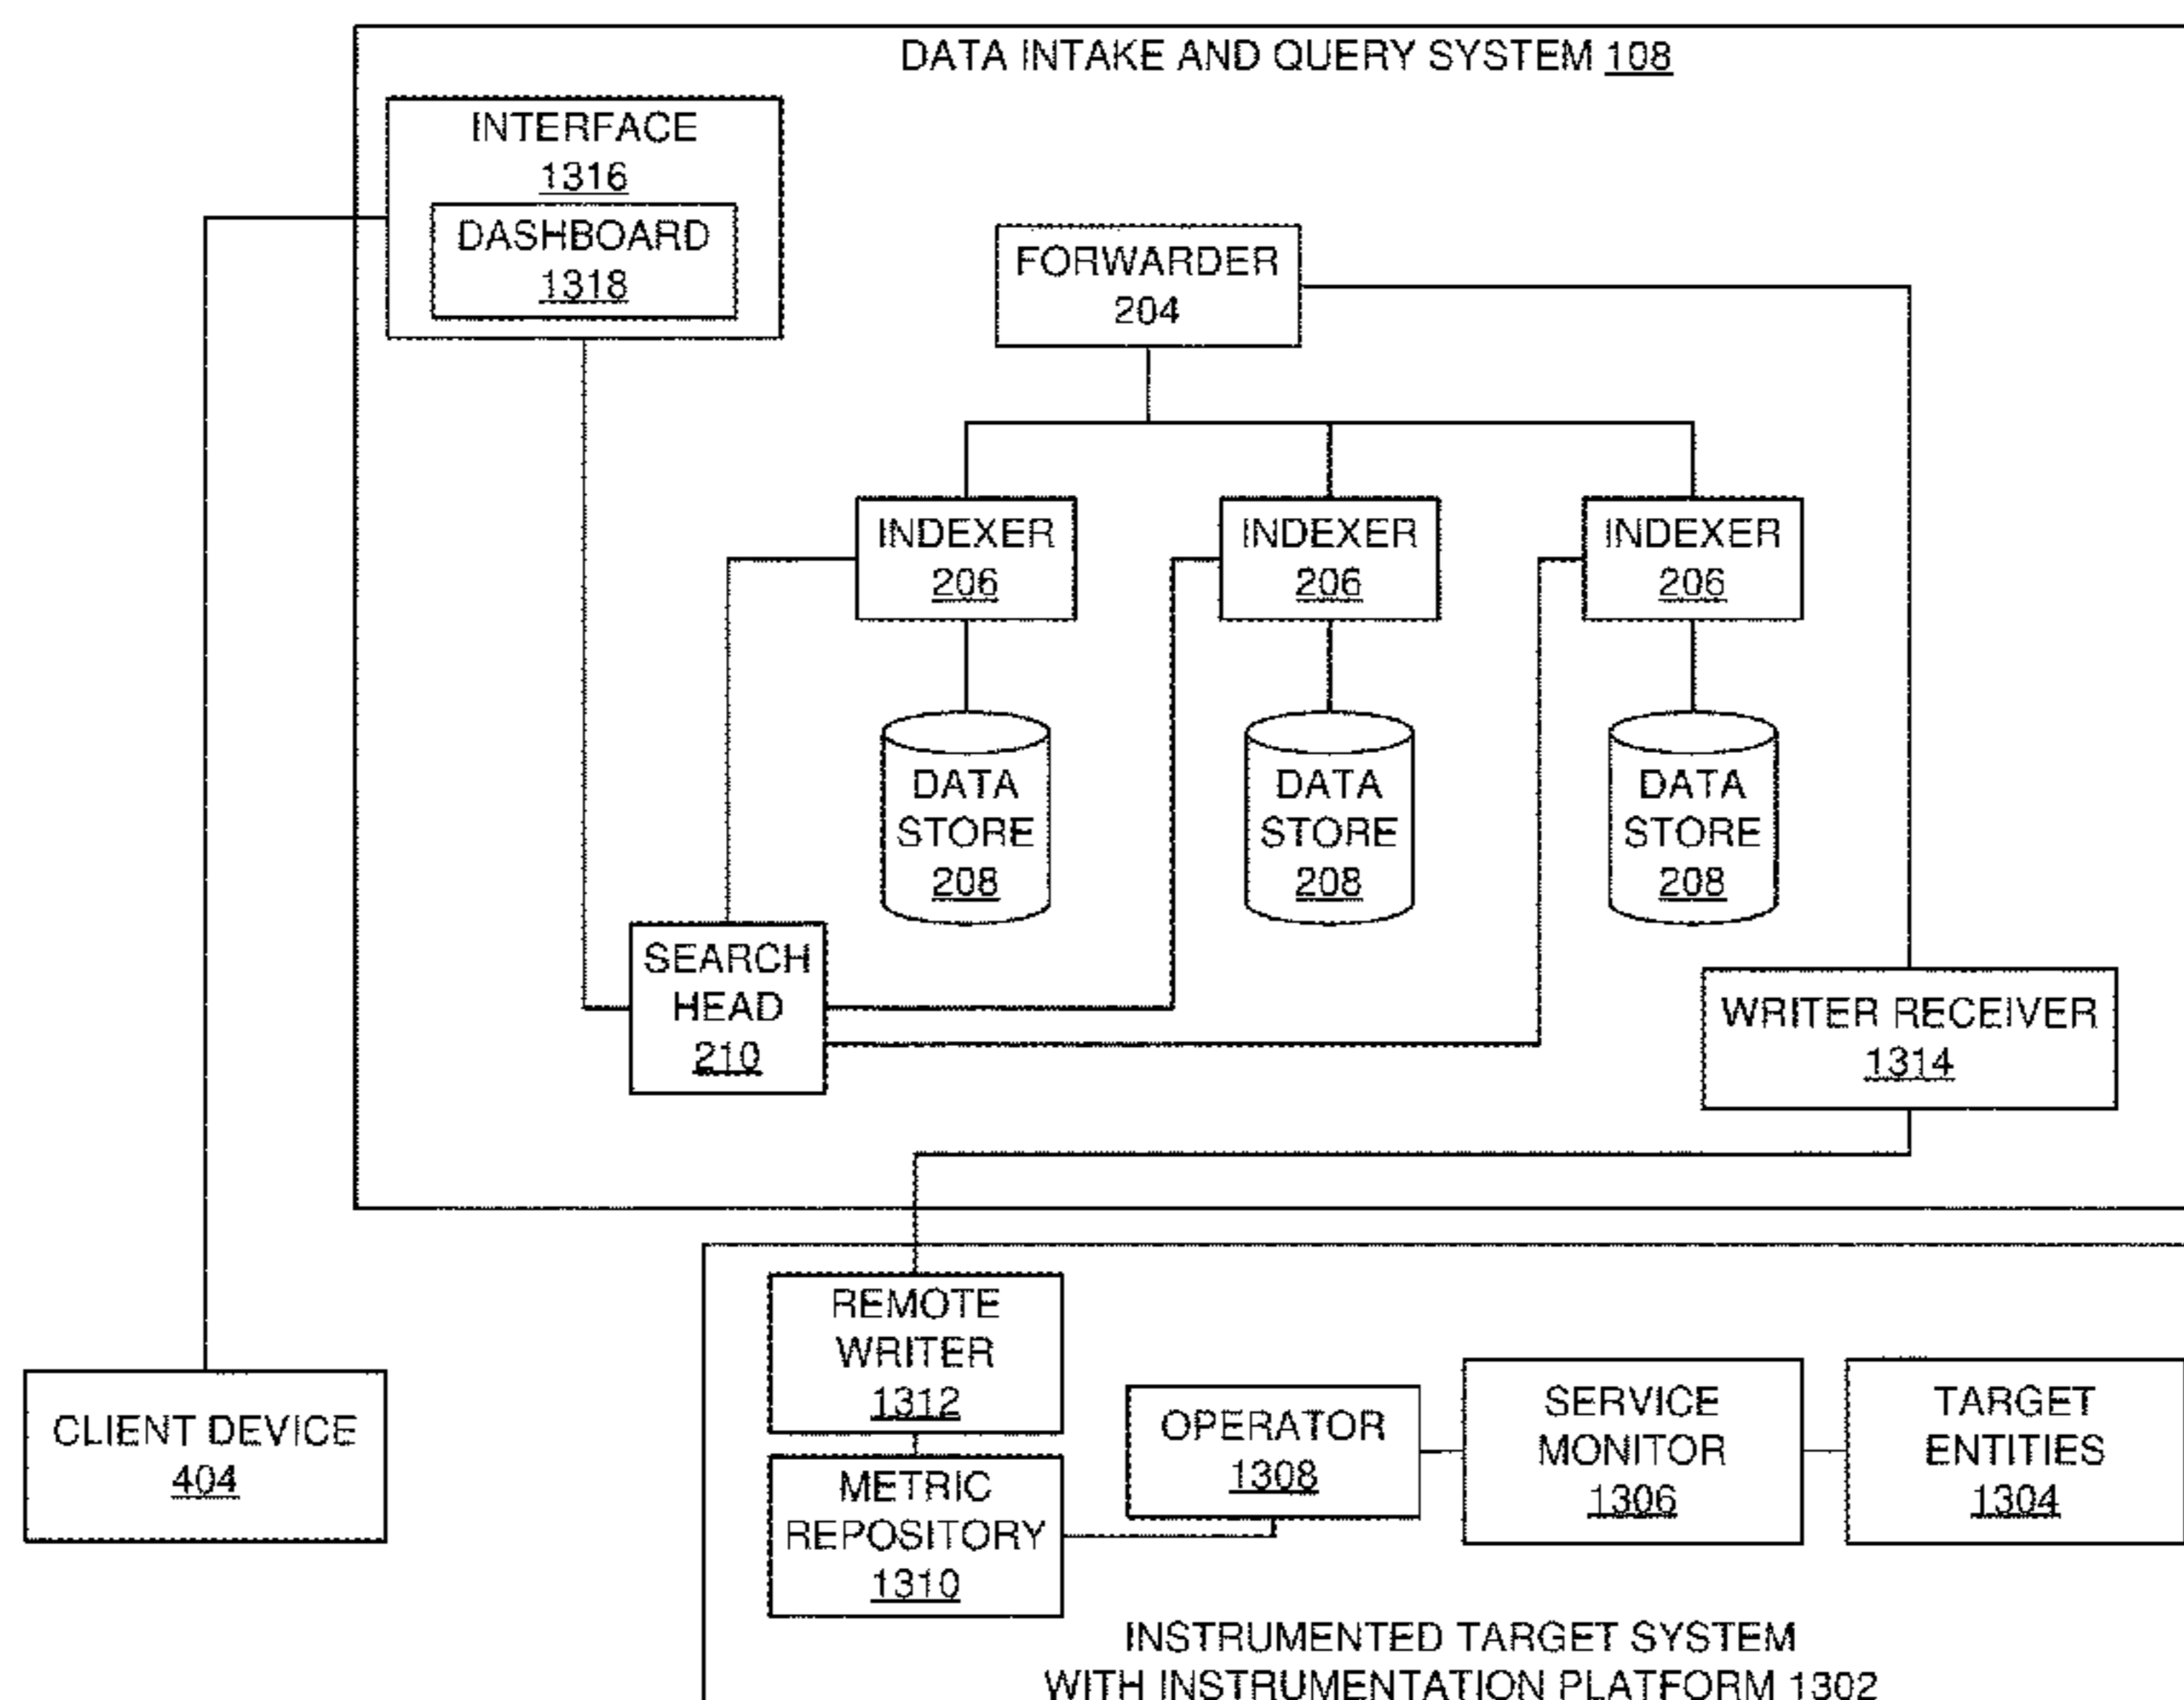 DATA INTAKE AND QUERY SYSTEM 108
INTERFACE
1316
DASHBOARD
1318
FORWARDER
204
INDEXER
206
INDEXER
206
INDEXER
206
DATA
STORE
208
DATA
STORE
208
DATA
STORE
208
SEARCH
HEAD
210
WRITER RECEIVER
1314
REMOTE
WRITER
1312
CLIENT DEVICE
404
METRIC
REPOSITORY
1310
OPERATOR
1308
SERVICE
MONITOR
1306
TARGET
ENTITIES
1304
INSTRUMENTED TARGET SYSTEM
WITH INSTRUMENTATION PLATFORM 1302